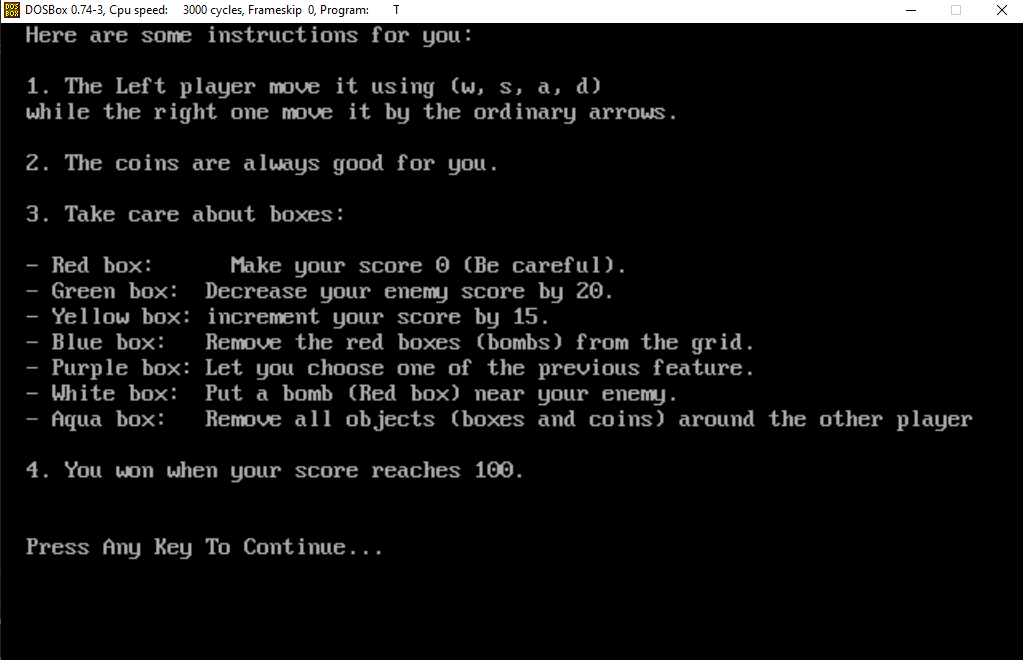 DOSBox 0.74-3, Cpu speed: 3000 cycles, Frameskip 0, Program: T
Here are some instructions for you:
1. The Left player move it using (w, s, a, d)
while the right one move it by the ordinary arrows.
2. The coins are always good for you.
3. Take care about boxes:
- Red box: Make your score 0 (Be careful).
- Green box: Decrease your enemy score by 20.
- Yellow box: increment your score by 15.
- Blue box: Remove the red boxes (bombs) from the grid.
- Purple box: Let you choose one of the previous feature.
- White box: Put a bomb (Red box) near your enemy.
- Aqua box: Remove all objects (boxes and coins) around the other player
4. You won when your score reaches 100.
Press Any Key To Continue...